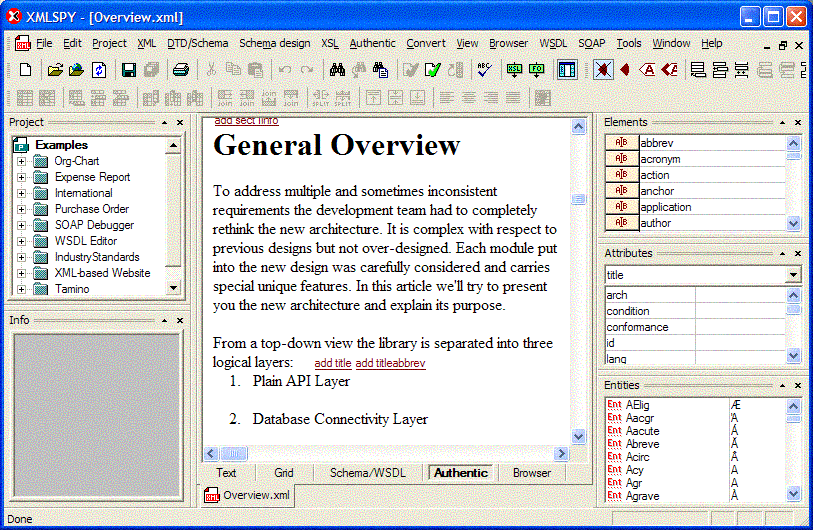 XMLSPY - [Overview.xml]
File Edit Project XML DTD/Schema Schema design XSL Authentic Convert View Browser WSDL SOAP Tools Window Help
Project
Examples
Org-Chart
Expense Report
International
Purchase Order
SOAP Debugger
WSDL Editor
IndustryStandards
XML-based Website
Tamino
Info
add sect1info
General Overview
To address multiple and sometimes inconsistent
requirements the development team had to completely
rethink the new architecture. It is complex with respect to
previous designs but not over-designed. Each module put
into the new design was carefully considered and carries
special unique features. In this article we'll try to present
you the new architecture and explain its purpose.
From a top-down view the library is separated into three
logical layers: add title add titleabbrev
1. Plain API Layer
2. Database Connectivity Layer
Text Grid Schema/WSDL Authentic Browser
Overview.xml
Elements
A|B abbrev
A|B acronym
A|B action
A|B anchor
A|B application
A|B author
Attributes
title
arch
condition
conformance
id
lang
Entities
Ent AElig Æ
Ent Aacgr Ά
Ent Aacute Á
Ent Abreve Ă
Ent Acirc Â
Ent Acy А
Ent Agr Α
Ent Agrave À
Done